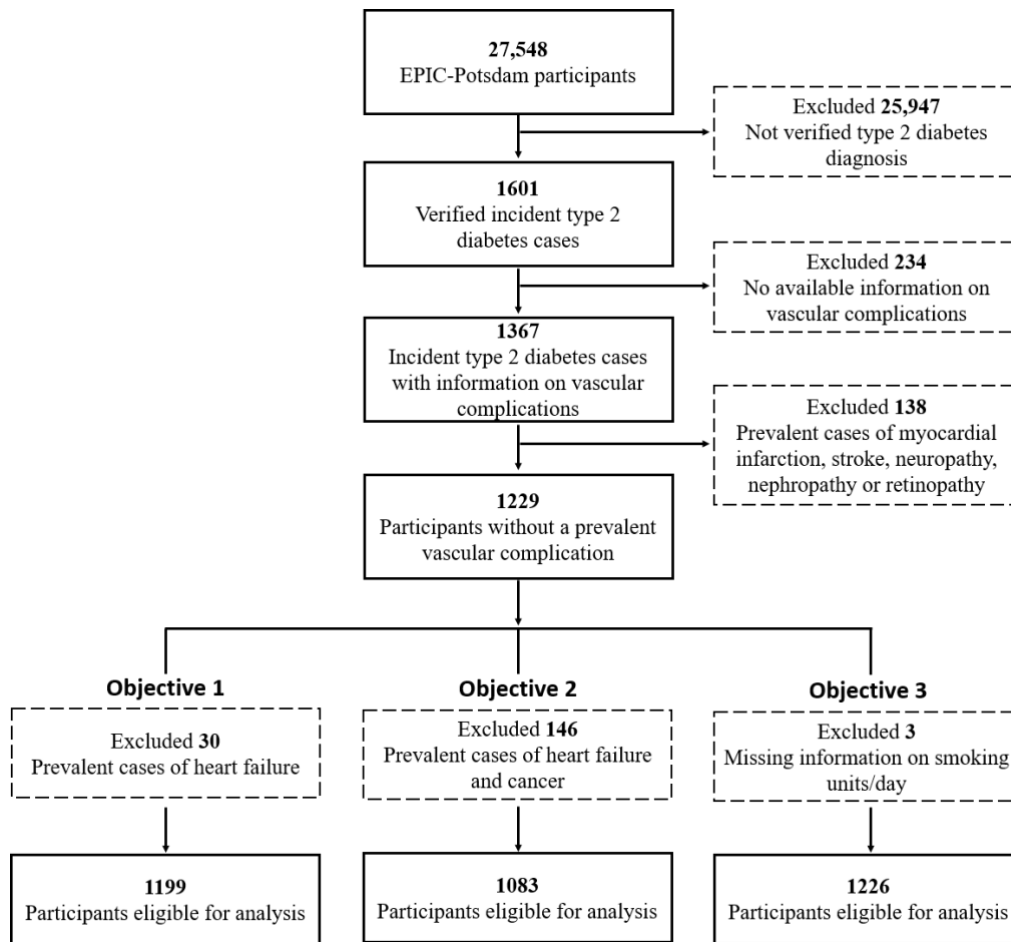 27,548
EPIC-Potsdam participants
Excluded 25,947
Not verified type 2 diabetes
diagnosis
1601
Verified incident type 2
diabetes cases
Excluded 234
No available information on
vascular complications
1367
Incident type 2 diabetes cases
with information on vascular
complications
Excluded 138
Prevalent cases of myocardial
infarction, stroke, neuropathy,
nephropathy or retinopathy
1229
Participants without a prevalent
vascular complication
Objective 1
Excluded 30
Prevalent cases of heart failure
1199
Participants eligible for analysis
Objective 2
Excluded 146
Prevalent cases of heart failure
and cancer
1083
Participants eligible for analysis
Objective 3
Excluded 3
Missing information on smoking
units/day
1226
Participants eligible for analysis